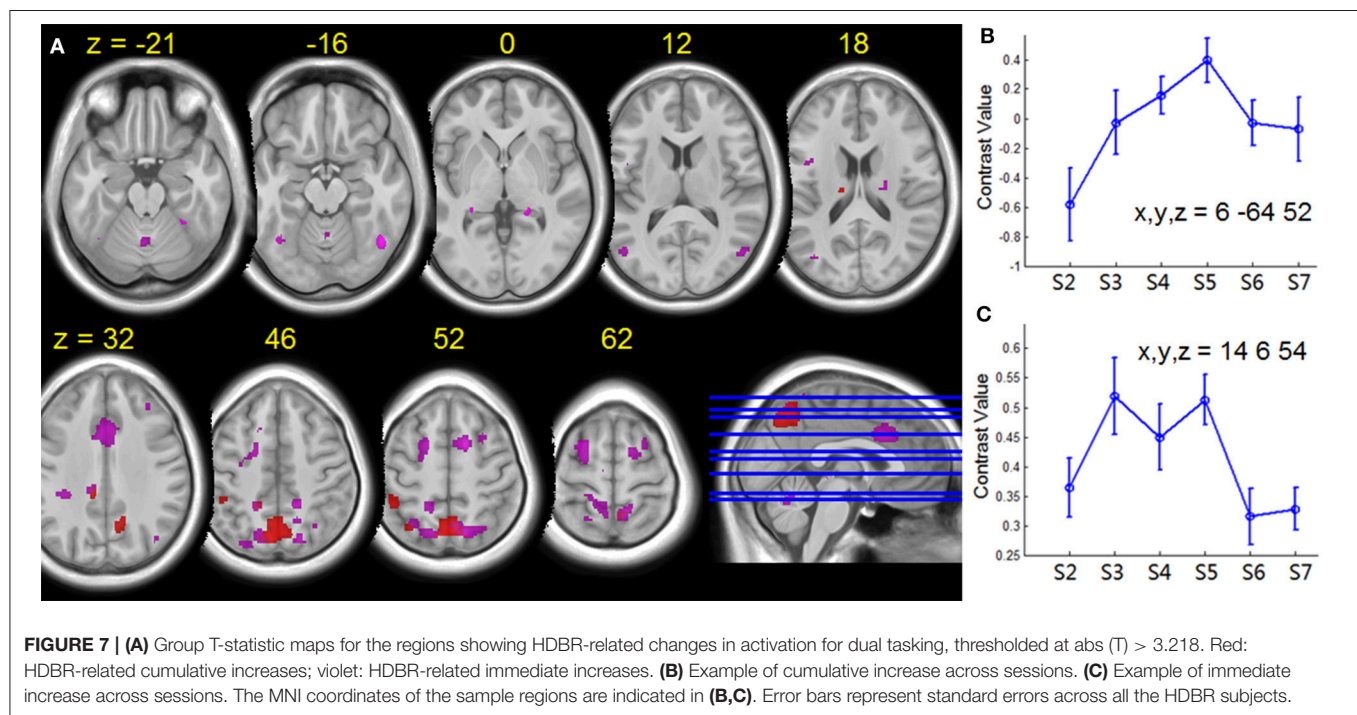 A
z = -21 -16 0 12 18
z = 32 46 52 62
B
Contrast Value
0.4
0.2
0
-0.2
-0.4
-0.6
-0.8
-1
x,y,z = 6 -64 52
S2 S3 S4 S5 S6 S7
C
Contrast Value
0.6
0.55
0.5
0.45
0.4
0.35
0.3
0.25
x,y,z = 14 6 54
S2 S3 S4 S5 S6 S7
FIGURE 7 | (A) Group T-statistic maps for the regions showing HDBR-related changes in activation for dual tasking, thresholded at abs (T) > 3.218. Red:
HDBR-related cumulative increases; violet: HDBR-related immediate increases. (B) Example of cumulative increase across sessions. (C) Example of immediate
increase across sessions. The MNI coordinates of the sample regions are indicated in (B,C). Error bars represent standard errors across all the HDBR subjects.